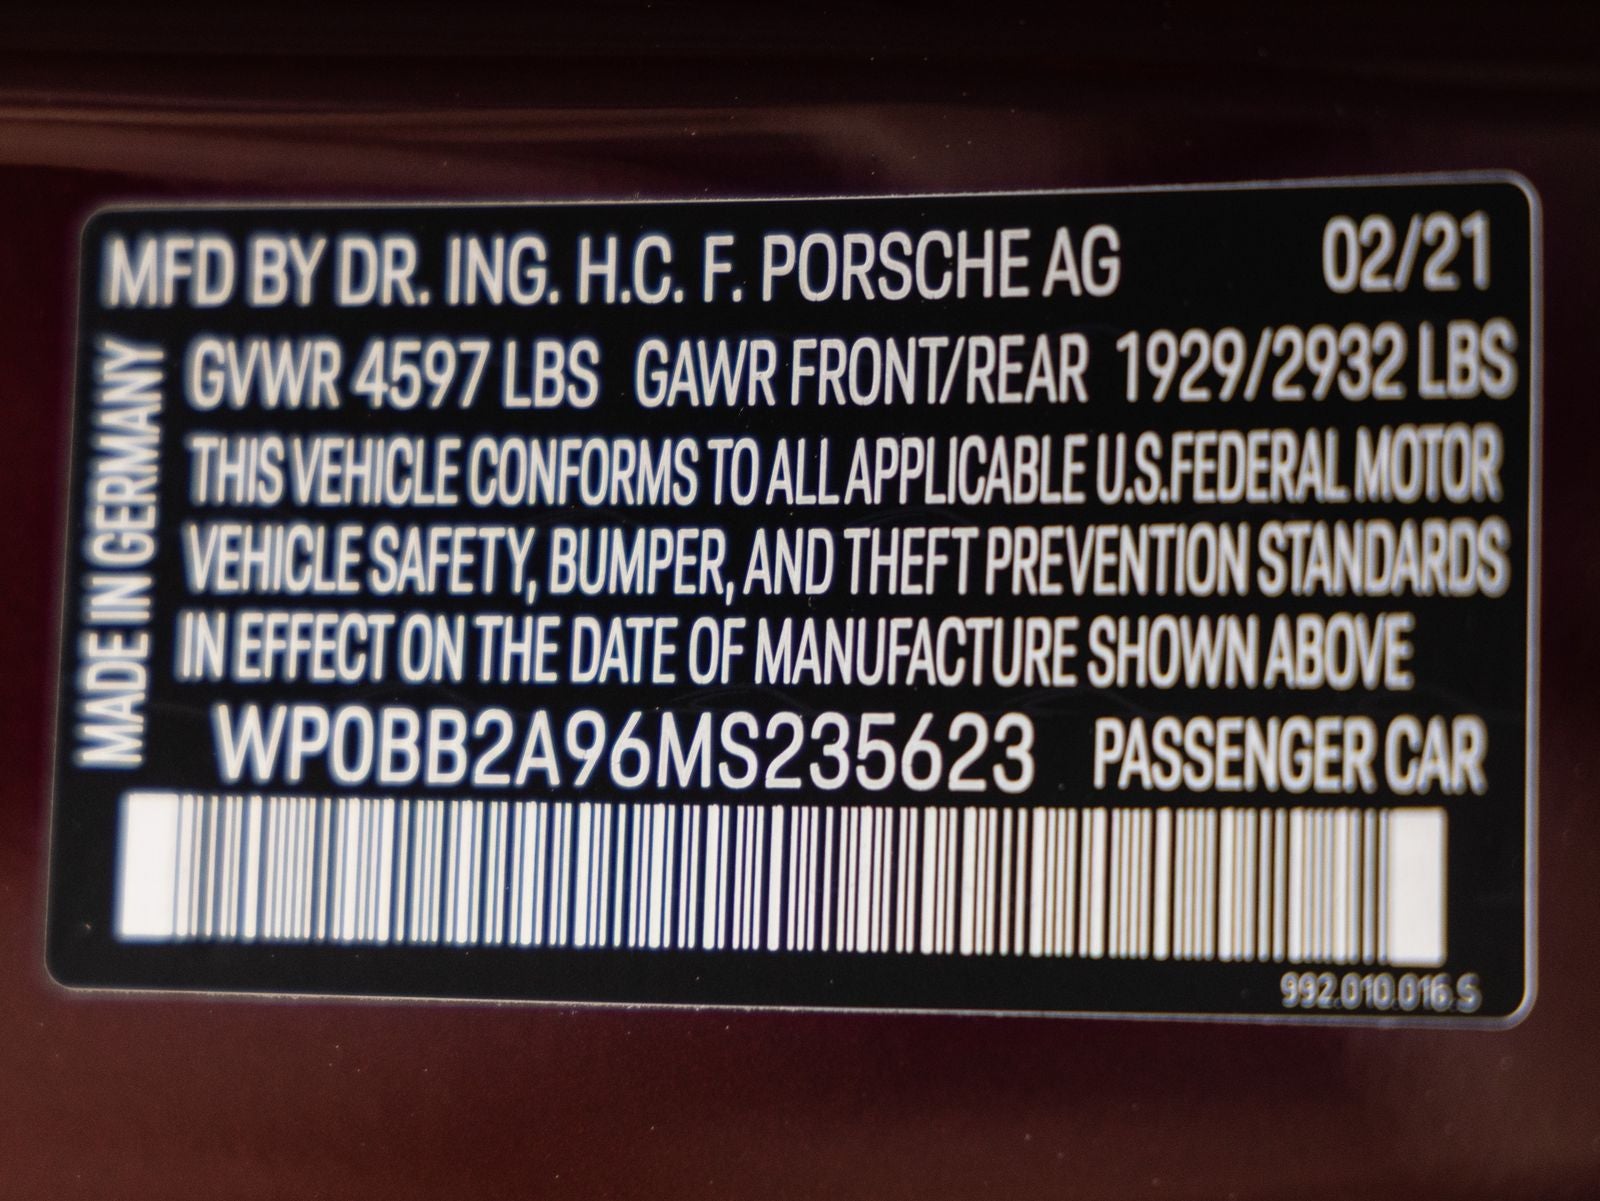 MFD BY DR. ING. H.C. F. PORSCHE AG 02/21
MADE IN GERMANY
GVWR 4597 LBS GAWR FRONT/REAR 1929/2932 LBS
THIS VEHICLE CONFORMS TO ALL APPLICABLE U.S.FEDERAL MOTOR
VEHICLE SAFETY, BUMPER, AND THEFT PREVENTION STANDARDS
IN EFFECT ON THE DATE OF MANUFACTURE SHOWN ABOVE
WP0BB2A96MS235623 PASSENGER CAR
992.010.016.S